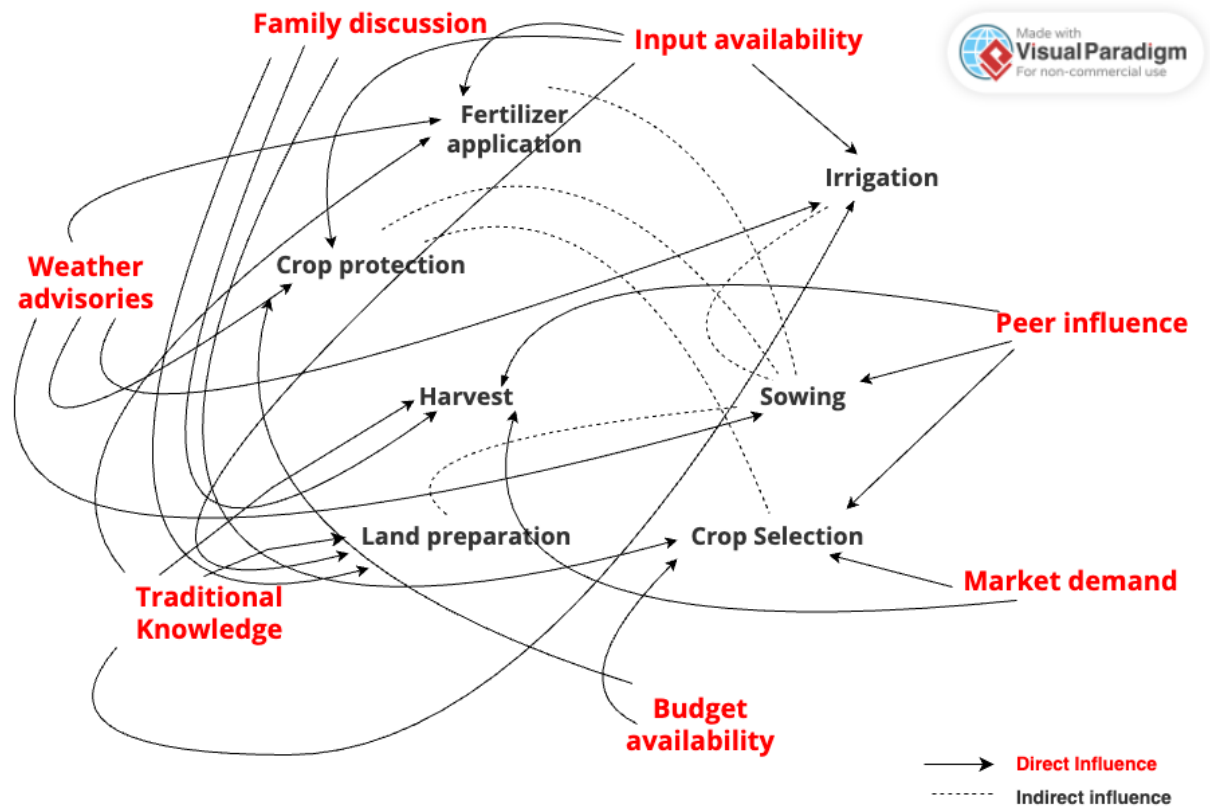 Family discussion
Input availability
Made with
Visual Paradigm
For non-commercial use
Fertilizer
application
Irrigation
Weather
advisories
Crop protection
Peer influence
Harvest
Sowing
Land preparation
Crop Selection
Market demand
Traditional
Knowledge
Budget
availability
Direct Influence
Indirect influence